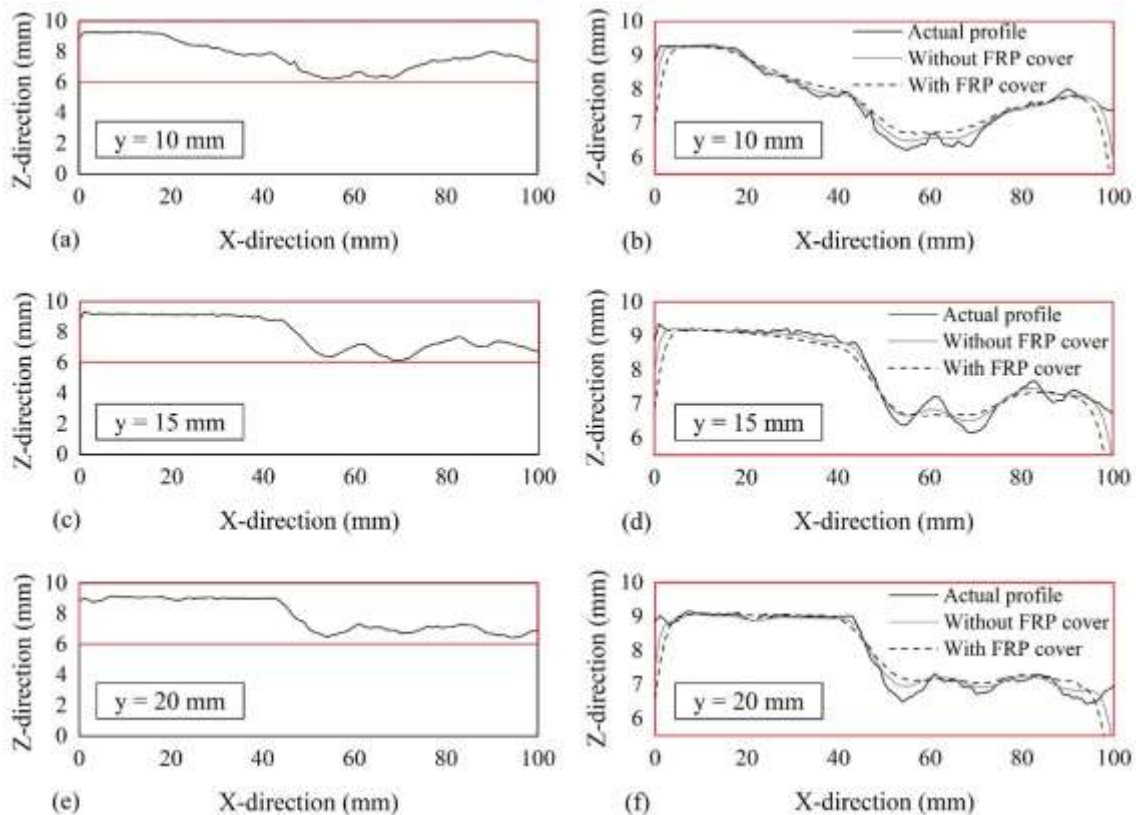 Z-direction (mm)
10
8
6
4
2
0
y = 10 mm
0 20 40 60 80 100
(a) X-direction (mm)
Z-direction (mm)
10
9
8
7
6
Actual profile
Without FRP cover
With FRP cover
y = 10 mm
0 20 40 60 80 100
(b) X-direction (mm)
Z-direction (mm)
10
8
6
4
2
0
y = 15 mm
0 20 40 60 80 100
(c) X-direction (mm)
Z-direction (mm)
10
9
8
7
6
Actual profile
Without FRP cover
With FRP cover
y = 15 mm
0 20 40 60 80 100
(d) X-direction (mm)
Z-direction (mm)
10
8
6
4
2
0
y = 20 mm
0 20 40 60 80 100
(e) X-direction (mm)
Z-direction (mm)
10
9
8
7
6
Actual profile
Without FRP cover
With FRP cover
y = 20 mm
0 20 40 60 80 100
(f) X-direction (mm)